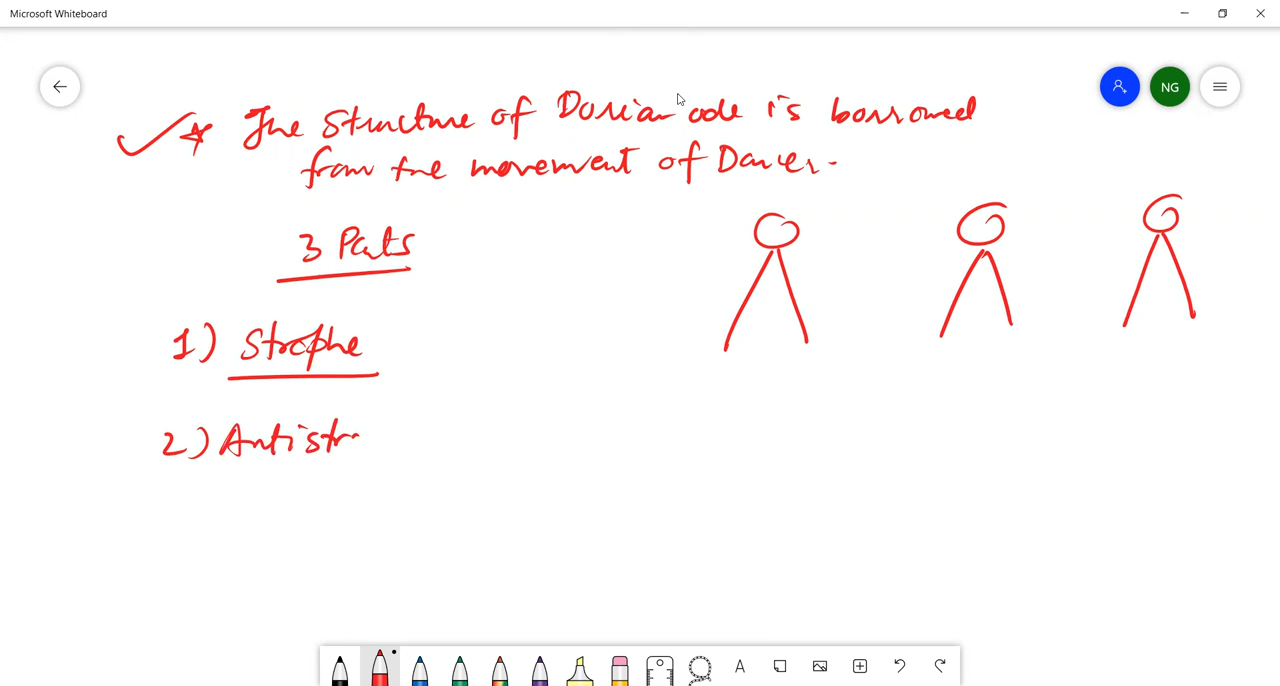 Microsoft Whiteboard
NG
The structure of Dorian ode is borrowed
from the movement of Dancer.
3 Parts
1) Strophe
2) Antistr